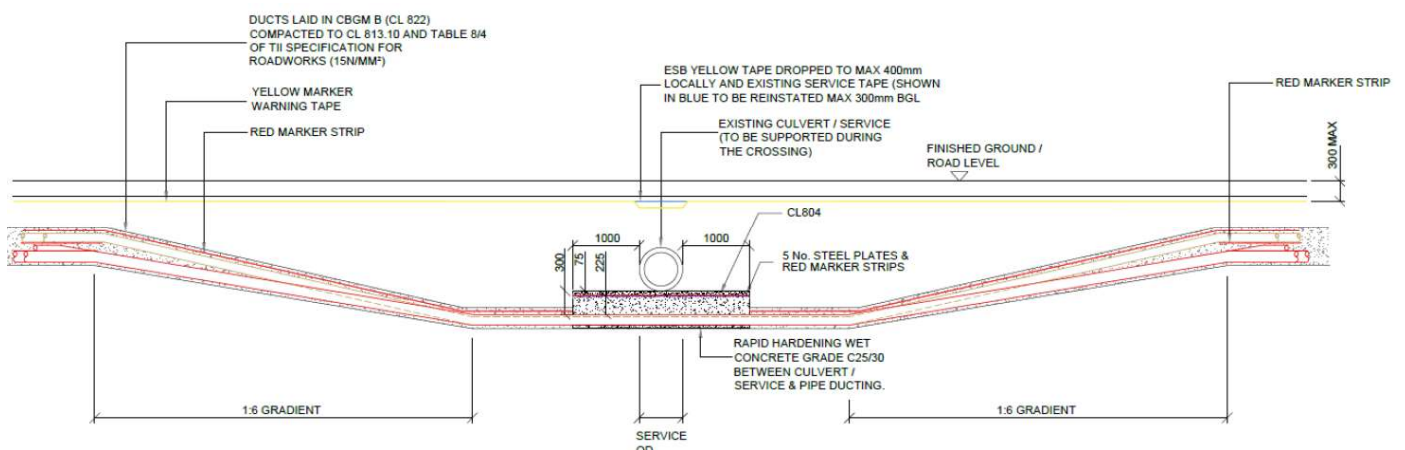 DUCTS LAID IN CBGM B (CL 822)
COMPACTED TO CL 813.10 AND TABLE 8/4
OF TII SPECIFICATION FOR
ROADWORKS (15N/MM²)
YELLOW MARKER
WARNING TAPE
RED MARKER STRIP
ESB YELLOW TAPE DROPPED TO MAX 400mm
LOCALLY AND EXISTING SERVICE TAPE (SHOWN
IN BLUE TO BE REINSTATED MAX 300mm BGL
EXISTING CULVERT / SERVICE
(TO BE SUPPORTED DURING
THE CROSSING)
FINISHED GROUND /
ROAD LEVEL
RED MARKER STRIP
300 MAX
CL804
1000
1000
300
75
225
5 No. STEEL PLATES &
RED MARKER STRIPS
RAPID HARDENING WET
CONCRETE GRADE C25/30
BETWEEN CULVERT /
SERVICE & PIPE DUCTING.
1:6 GRADIENT
1:6 GRADIENT
SERVICE